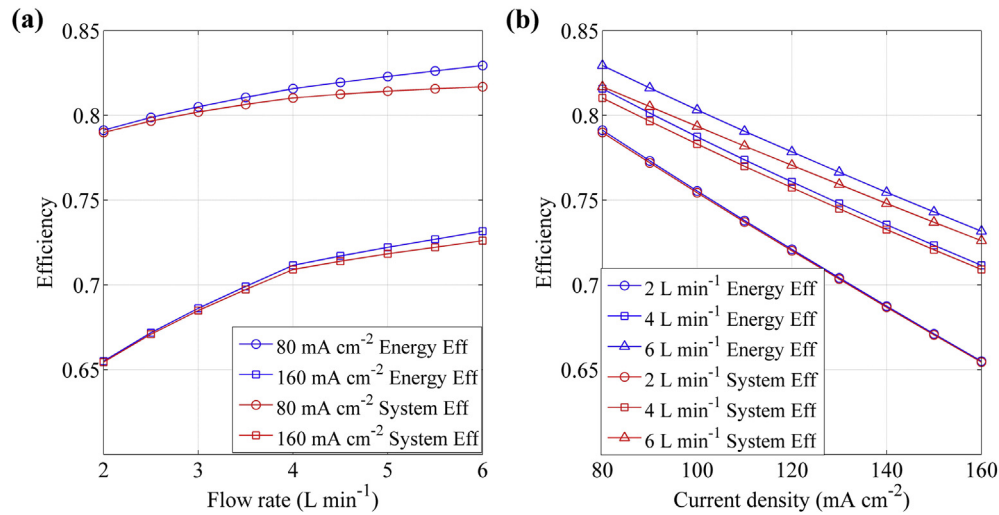 (a)
0.85
0.8
0.75
0.7
0.65
Efficiency
2
3
4
5
6
Flow rate (L min⁻¹)
80 mA cm⁻² Energy Eff
160 mA cm⁻² Energy Eff
80 mA cm⁻² System Eff
160 mA cm⁻² System Eff
(b)
0.85
0.8
0.75
0.7
0.65
Efficiency
80
100
120
140
160
Current density (mA cm⁻²)
2 L min⁻¹ Energy Eff
4 L min⁻¹ Energy Eff
6 L min⁻¹ Energy Eff
2 L min⁻¹ System Eff
4 L min⁻¹ System Eff
6 L min⁻¹ System Eff